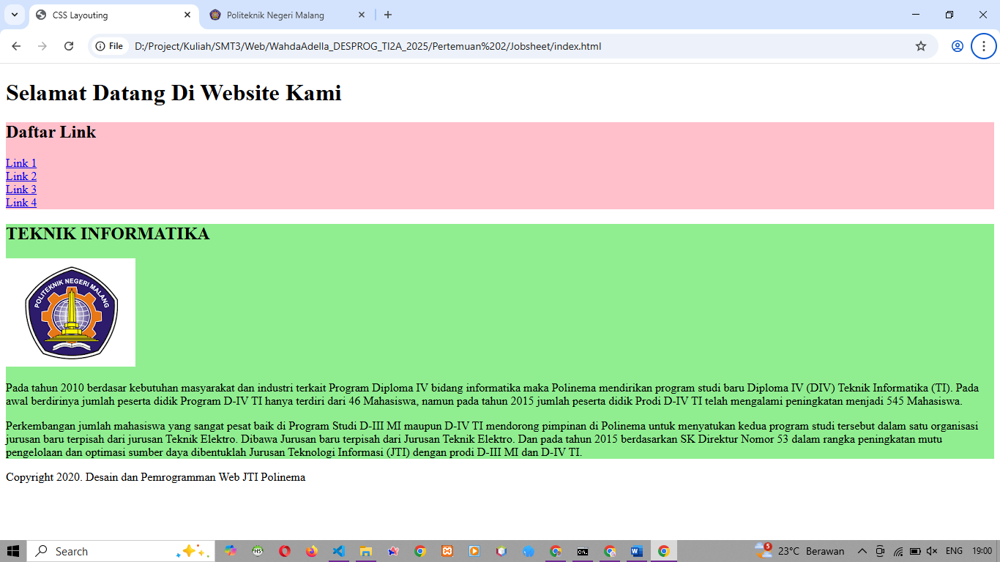 CSS Layouting
Politeknik Negeri Malang
File
D:/Project/Kuliah/SMT3/Web/WahdaAdella_DESPROG_TI2A_2025/Pertemuan%202/Jobsheet/index.html
Selamat Datang Di Website Kami
Daftar Link
Link 1
Link 2
Link 3
Link 4
TEKNIK INFORMATIKA
POLITEKNIK NEGERI MALANG
Pada tahun 2010 berdasar kebutuhan masyarakat dan industri terkait Program Diploma IV bidang informatika maka Polinema mendirikan program studi baru Diploma IV (DIV) Teknik Informatika (TI). Pada
awal berdirinya jumlah peserta didik Program D-IV TI hanya terdiri dari 46 Mahasiswa, namun pada tahun 2015 jumlah peserta didik Prodi D-IV TI telah mengalami peningkatan menjadi 545 Mahasiswa.
Perkembangan jumlah mahasiswa yang sangat pesat baik di Program Studi D-III MI maupun D-IV TI mendorong pimpinan di Polinema untuk menyatukan kedua program studi tersebut dalam satu organisasi
jurusan baru terpisah dari jurusan Teknik Elektro. Dibawa Jurusan baru terpisah dari Jurusan Teknik Elektro. Dan pada tahun 2015 berdasarkan SK Direktur Nomor 53 dalam rangka peningkatan mutu
pengelolaan dan optimasi sumber daya dibentuklah Jurusan Teknologi Informasi (JTI) dengan prodi D-III MI dan D-IV TI.
Copyright 2020. Desain dan Pemrogramman Web JTI Polinema
Search
HS
5
23°C Berawan
ENG
19:00